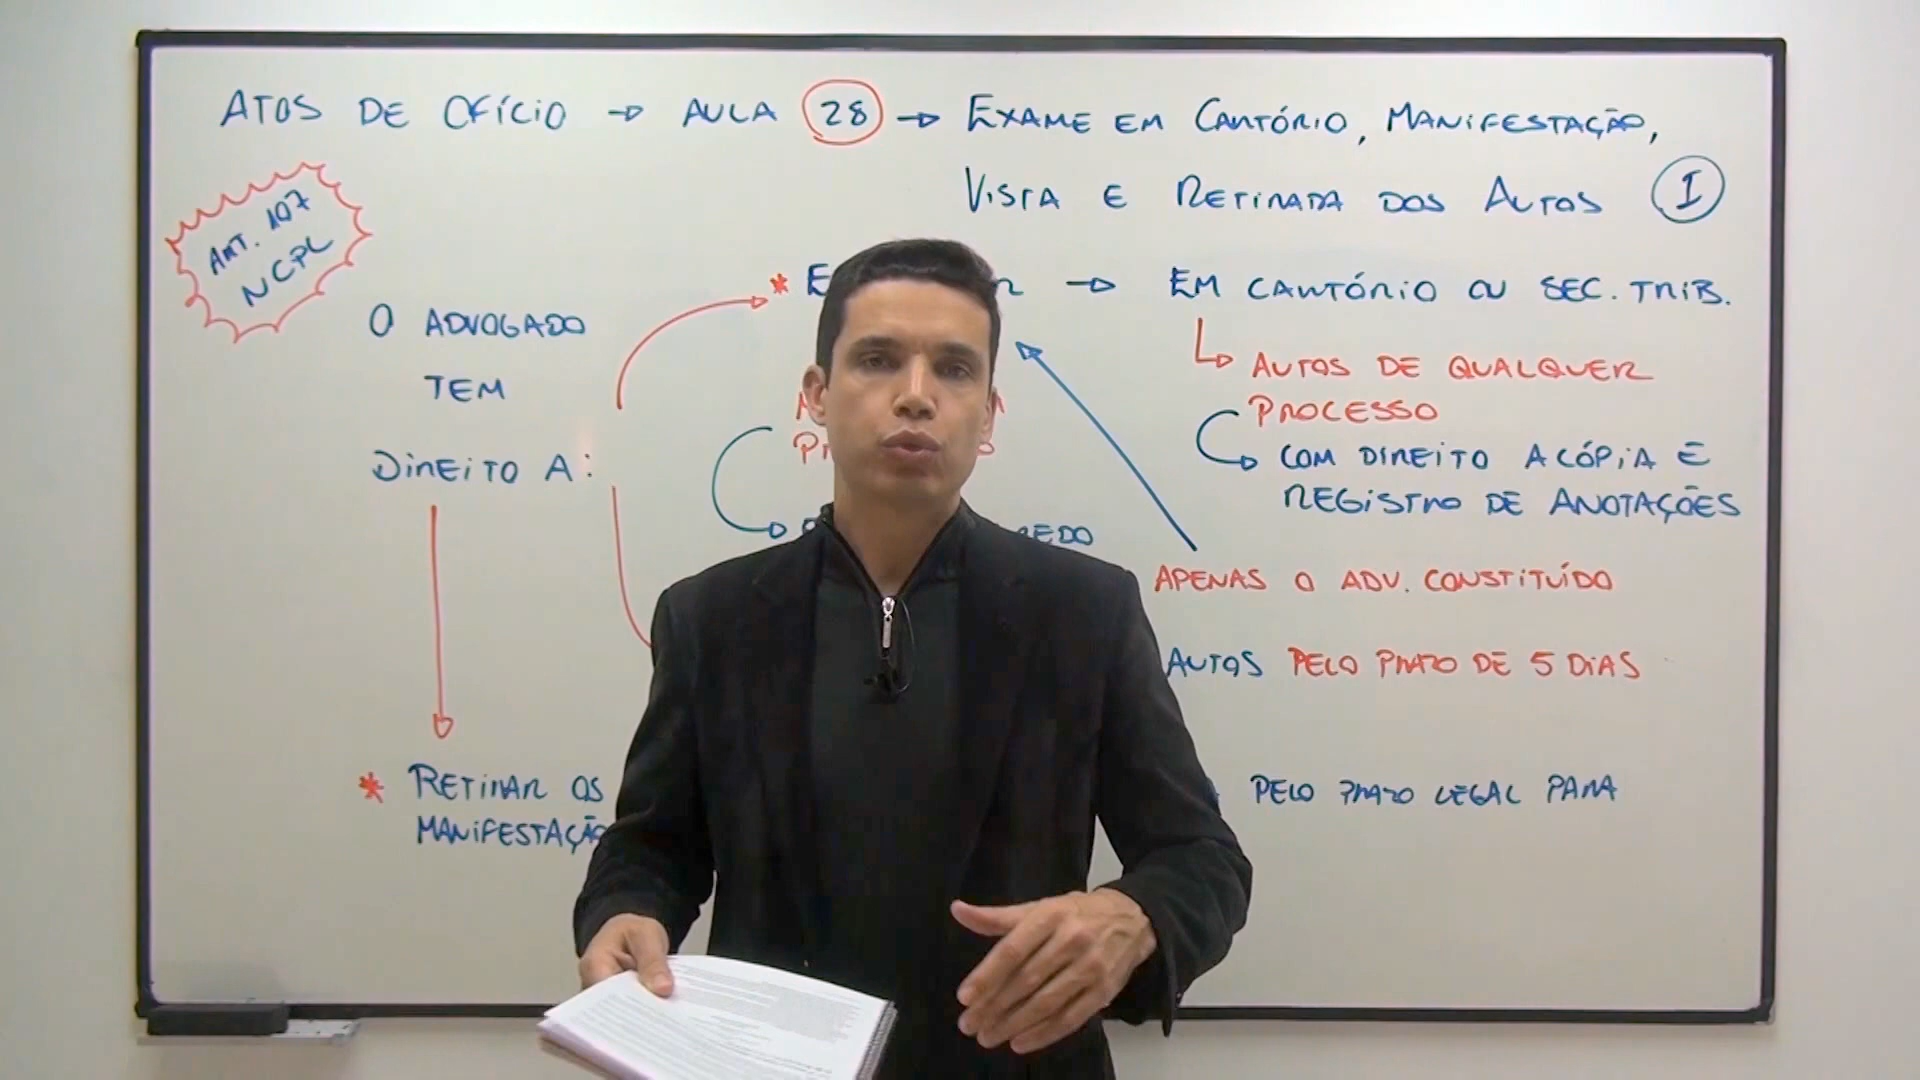 ATOS DE OFÍCIO → AULA 28 → EXAME EM CARTÓRIO, MANIFESTAÇÃO,
VISTA E RETIRADA DOS AUTOS I
ART. 107
NCPC
O ADVOGADO
TEM
DIREITO A:
* E → EM CARTÓRIO OU SEC. TRIB.
AUTOS DE QUALQUER
PROCESSO
COM DIREITO A CÓPIA E
REGISTRO DE ANOTAÇÕES
REDO
APENAS O ADV. CONSTITUÍDO
AUTOS PELO PRAZO DE 5 DIAS
* RETIRAR OS
MANIFESTAÇÃO
PELO PRAZO LEGAL PARA